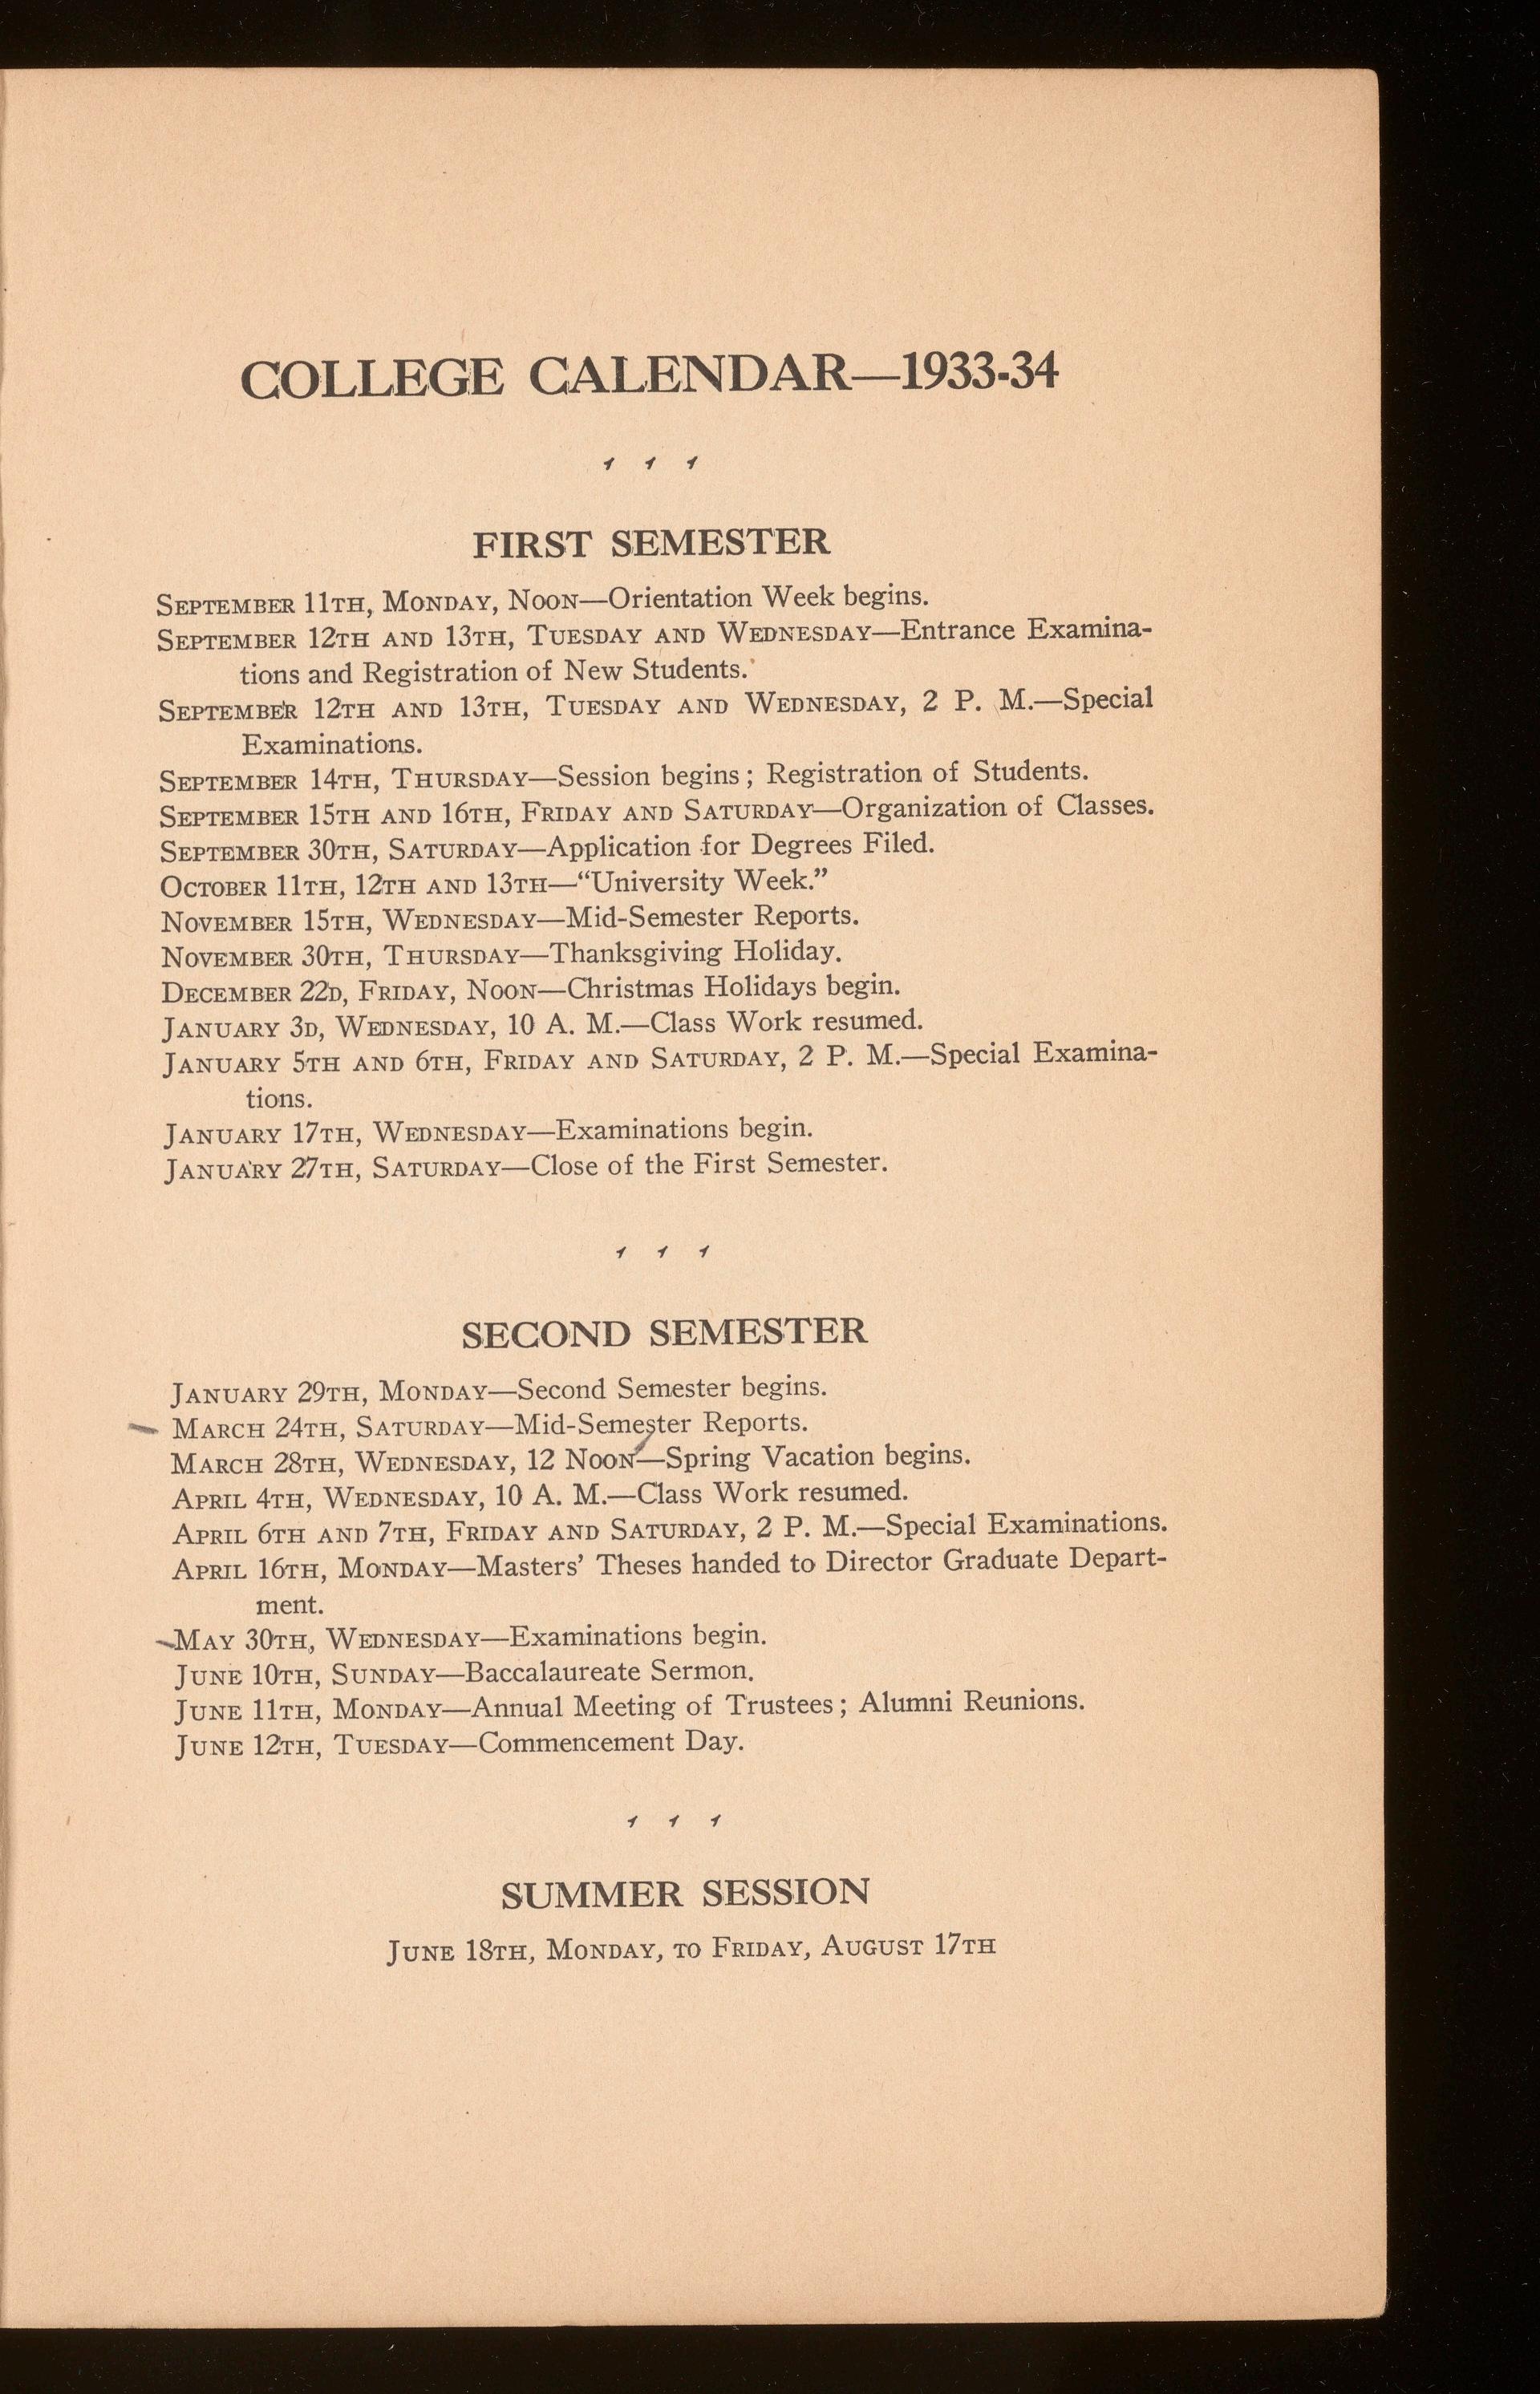 COLLEGE CALENDAR—1933-34
FIRST SEMESTER
SEPTEMBER 11TH, MONDAY, NOON—Orientation Week begins.
SEPTEMBER 12TH AND 13TH, TUESDAY AND WEDNESDAY—Entrance Examina-
tions and Registration of New Students.
SEPTEMBER 12TH AND 13TH, TUESDAY AND WEDNESDAY, 2 P. M.—Special
Examinations.
SEPTEMBER 14TH, THURSDAY—Session begins; Registration of Students.
SEPTEMBER 15TH AND 16TH, FRIDAY AND SATURDAY—Organization of Classes.
SEPTEMBER 30TH, SATURDAY—Application for Degrees Filed.
OCTOBER 11TH, 12TH AND 13TH—“University Week.”
NOVEMBER 15TH, WEDNESDAY—Mid-Semester Reports.
NOVEMBER 30TH, THURSDAY—Thanksgiving Holiday.
DECEMBER 22D, FRIDAY, NOON—Christmas Holidays begin.
JANUARY 3D, WEDNESDAY, 10 A. M.—Class Work resumed.
JANUARY 5TH AND 6TH, FRIDAY AND SATURDAY, 2 P. M.—Special Examina-
tions.
JANUARY 17TH, WEDNESDAY—Examinations begin.
JANUARY 27TH, SATURDAY—Close of the First Semester.
SECOND SEMESTER
JANUARY 29TH, MONDAY—Second Semester begins.
MARCH 24TH, SATURDAY—Mid-Semester Reports.
MARCH 28TH, WEDNESDAY, 12 NOON—Spring Vacation begins.
APRIL 4TH, WEDNESDAY, 10 A. M.—Class Work resumed.
APRIL 6TH AND 7TH, FRIDAY AND SATURDAY, 2 P. M.—Special Examinations.
APRIL 16TH, MONDAY—Masters’ Theses handed to Director Graduate Depart-
ment.
MAY 30TH, WEDNESDAY—Examinations begin.
JUNE 10TH, SUNDAY—Baccalaureate Sermon.
JUNE 11TH, MONDAY—Annual Meeting of Trustees; Alumni Reunions.
JUNE 12TH, TUESDAY—Commencement Day.
SUMMER SESSION
JUNE 18TH, MONDAY, TO FRIDAY, AUGUST 17TH